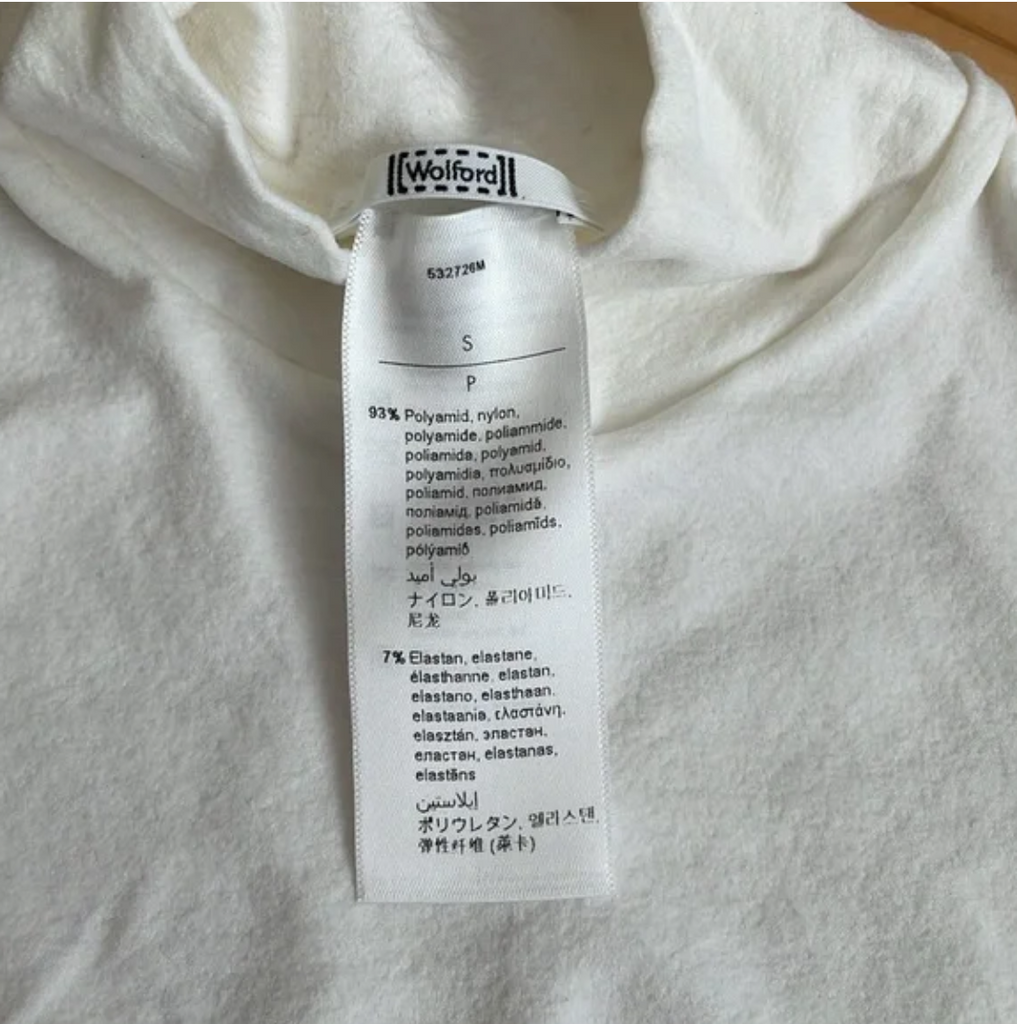 [Wolford]
532726M
S
P
93% Polyamid, nylon,
polyamide, poliammide,
poliamida, polyamid,
polyamidia, πολυαμίδιο,
poliamid, полиамид,
поліамід, poliamidă,
poliamidas, poliamīds,
pólýamíð
بولي أميد
ナイロン, 폴리아미드,
尼龙
7% Elastan, elastane,
élasthanne, elastan,
elastano, elasthaan,
elastaania, ελαστάνη,
elasztán, эластан,
еластан, elastanas,
elastāns
إيلاستين
ポリウレタン, 엘라스탠,
弹性纤维 (莱卡)